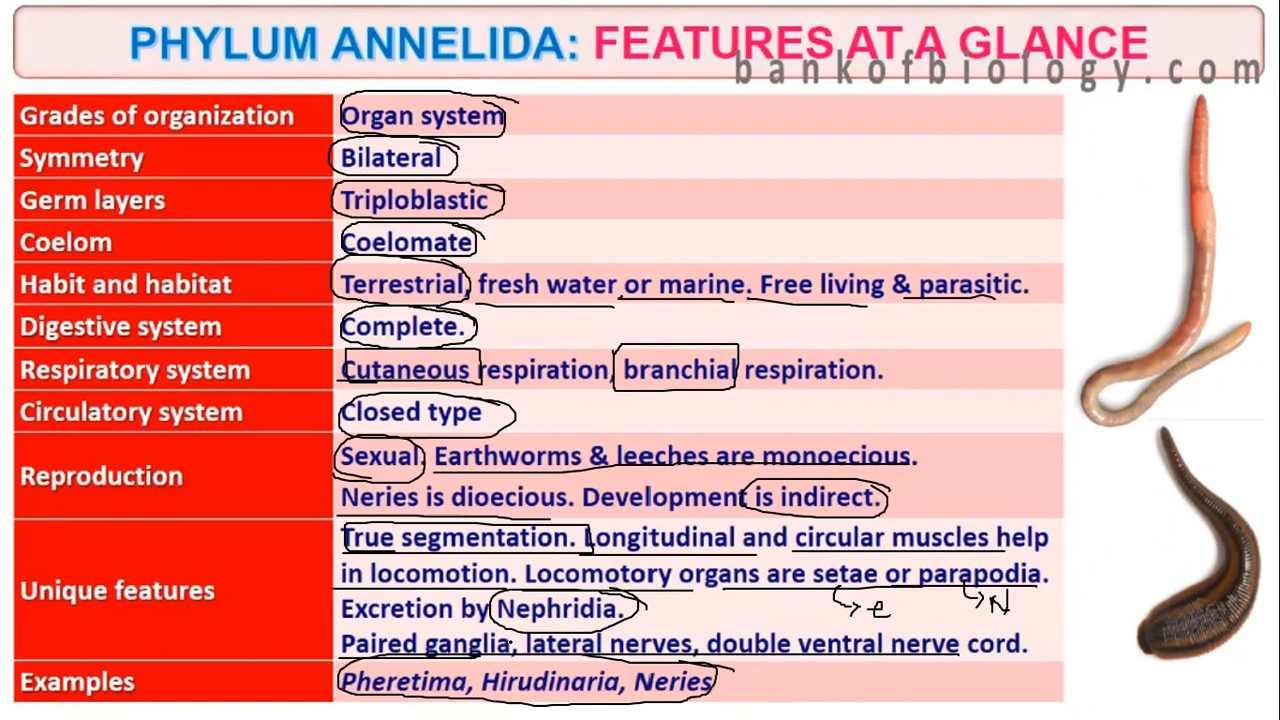 PHYLUM ANNELIDA: FEATURES AT A GLANCE
bankofbiology.com
Grades of organization Organ system
Symmetry Bilateral
Germ layers Triploblastic
Coelom Coelomate
Habit and habitat Terrestrial, fresh water or marine. Free living & parasitic.
Digestive system Complete.
Respiratory system Cutaneous respiration, branchial respiration.
Circulatory system Closed type
Reproduction Sexual. Earthworms & leeches are monoecious.
Neries is dioecious. Development is indirect.
Unique features True segmentation. Longitudinal and circular muscles help
in locomotion. Locomotory organs are setae or parapodia.
Excretion by Nephridia. e N
Paired ganglia, lateral nerves, double ventral nerve cord.
Examples Pheretima, Hirudinaria, Neries